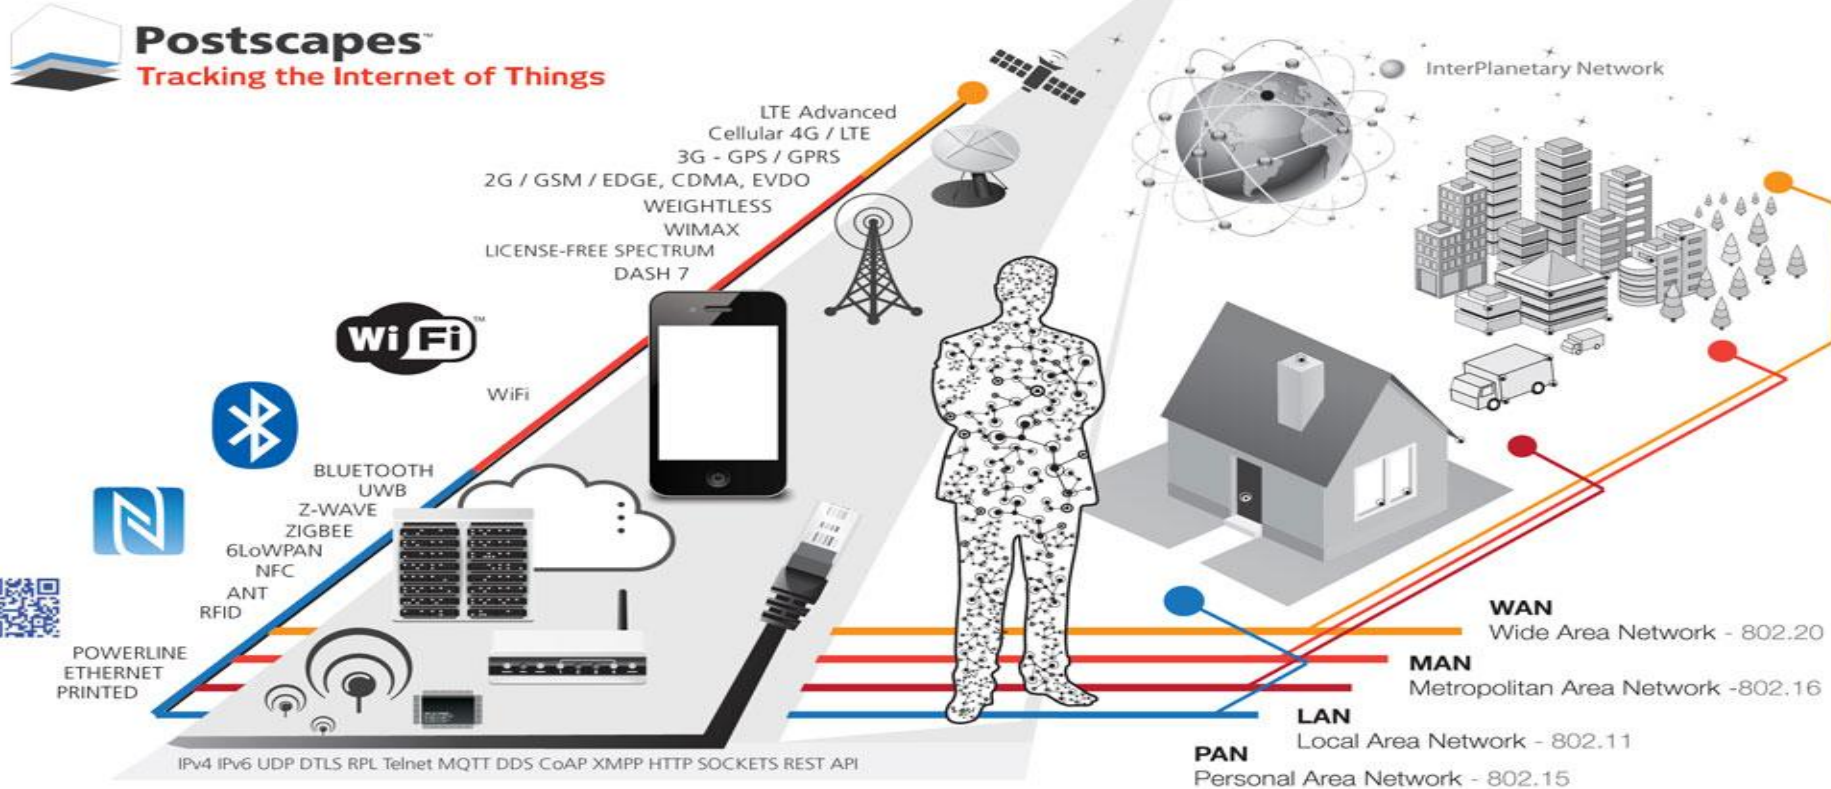 Postscapes™
Tracking the Internet of Things
InterPlanetary Network
LTE Advanced
Cellular 4G / LTE
3G - GPS / GPRS
2G / GSM / EDGE, CDMA, EVDO
WEIGHTLESS
WIMAX
LICENSE-FREE SPECTRUM
DASH 7
Wi Fi™
WiFi
BLUETOOTH
UWB
Z-WAVE
ZIGBEE
6LoWPAN
NFC
ANT
RFID
POWERLINE
ETHERNET
PRINTED
WAN
Wide Area Network - 802.20
MAN
Metropolitan Area Network -802.16
LAN
Local Area Network - 802.11
PAN
Personal Area Network - 802.15
IPv4 IPv6 UDP DTLS RPL Telnet MQTT DDS CoAP XMPP HTTP SOCKETS REST API